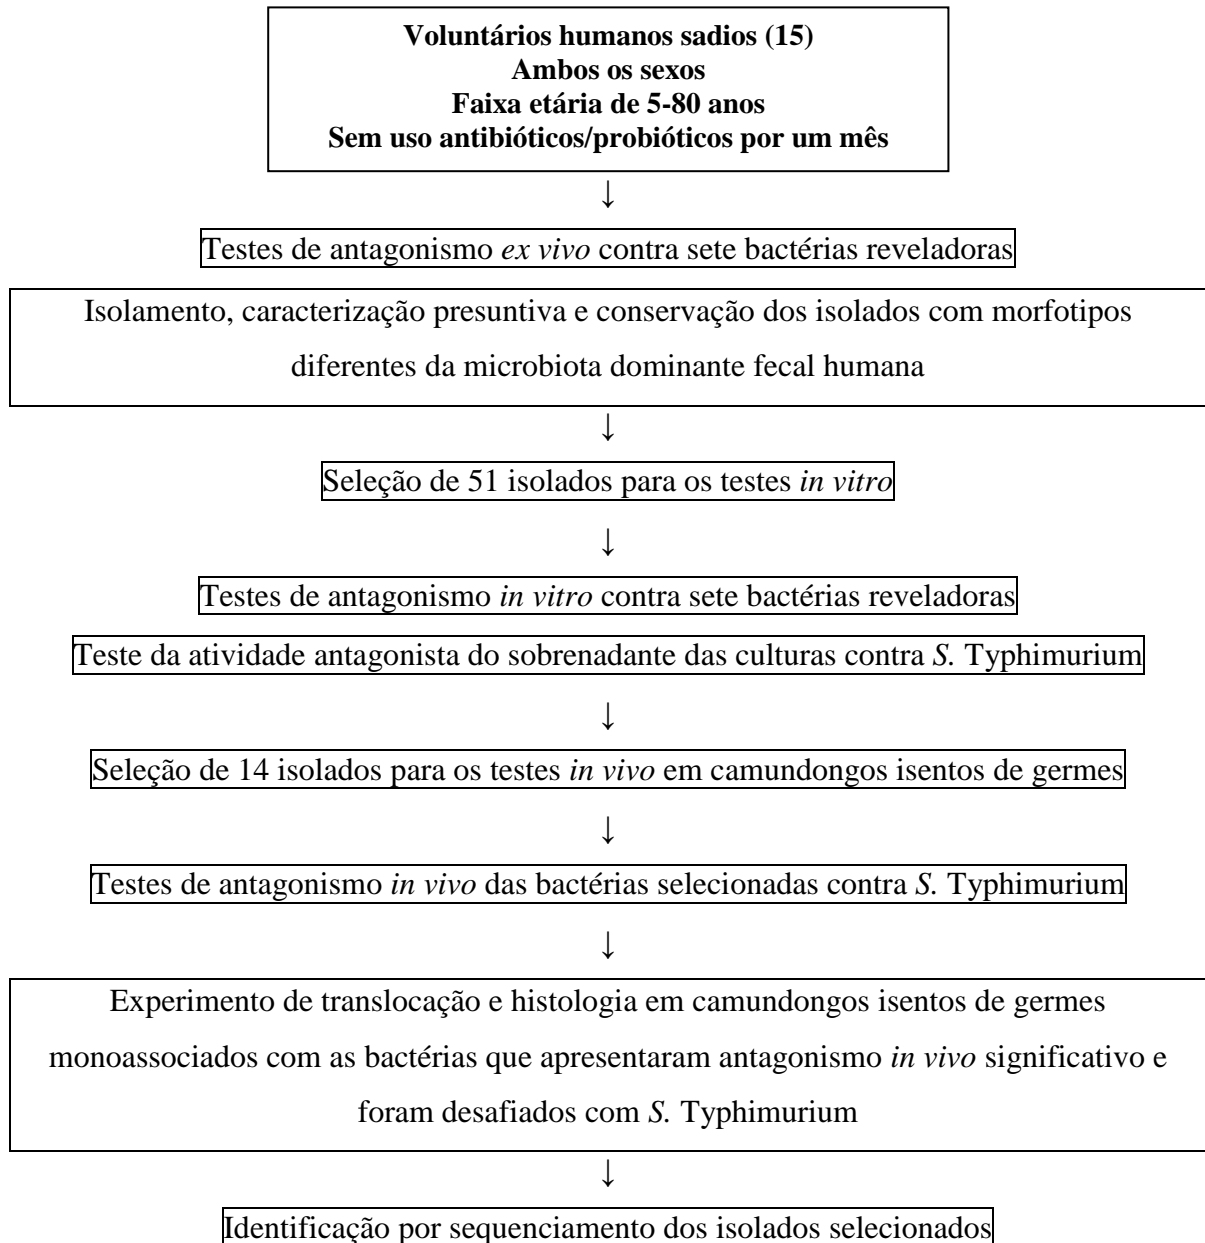 Voluntários humanos sadios (15)
Ambos os sexos
Faixa etária de 5-80 anos
Sem uso antibióticos/probióticos por um mês
↓
Testes de antagonismo ex vivo contra sete bactérias reveladoras
Isolamento, caracterização presuntiva e conservação dos isolados com morfotipos
diferentes da microbiota dominante fecal humana
↓
Seleção de 51 isolados para os testes in vitro
↓
Testes de antagonismo in vitro contra sete bactérias reveladoras
Teste da atividade antagonista do sobrenadante das culturas contra S. Typhimurium
↓
Seleção de 14 isolados para os testes in vivo em camundongos isentos de germes
↓
Testes de antagonismo in vivo das bactérias selecionadas contra S. Typhimurium
↓
Experimento de translocação e histologia em camundongos isentos de germes
monoassociados com as bactérias que apresentaram antagonismo in vivo significativo e
foram desafiados com S. Typhimurium
↓
Identificação por sequenciamento dos isolados selecionados